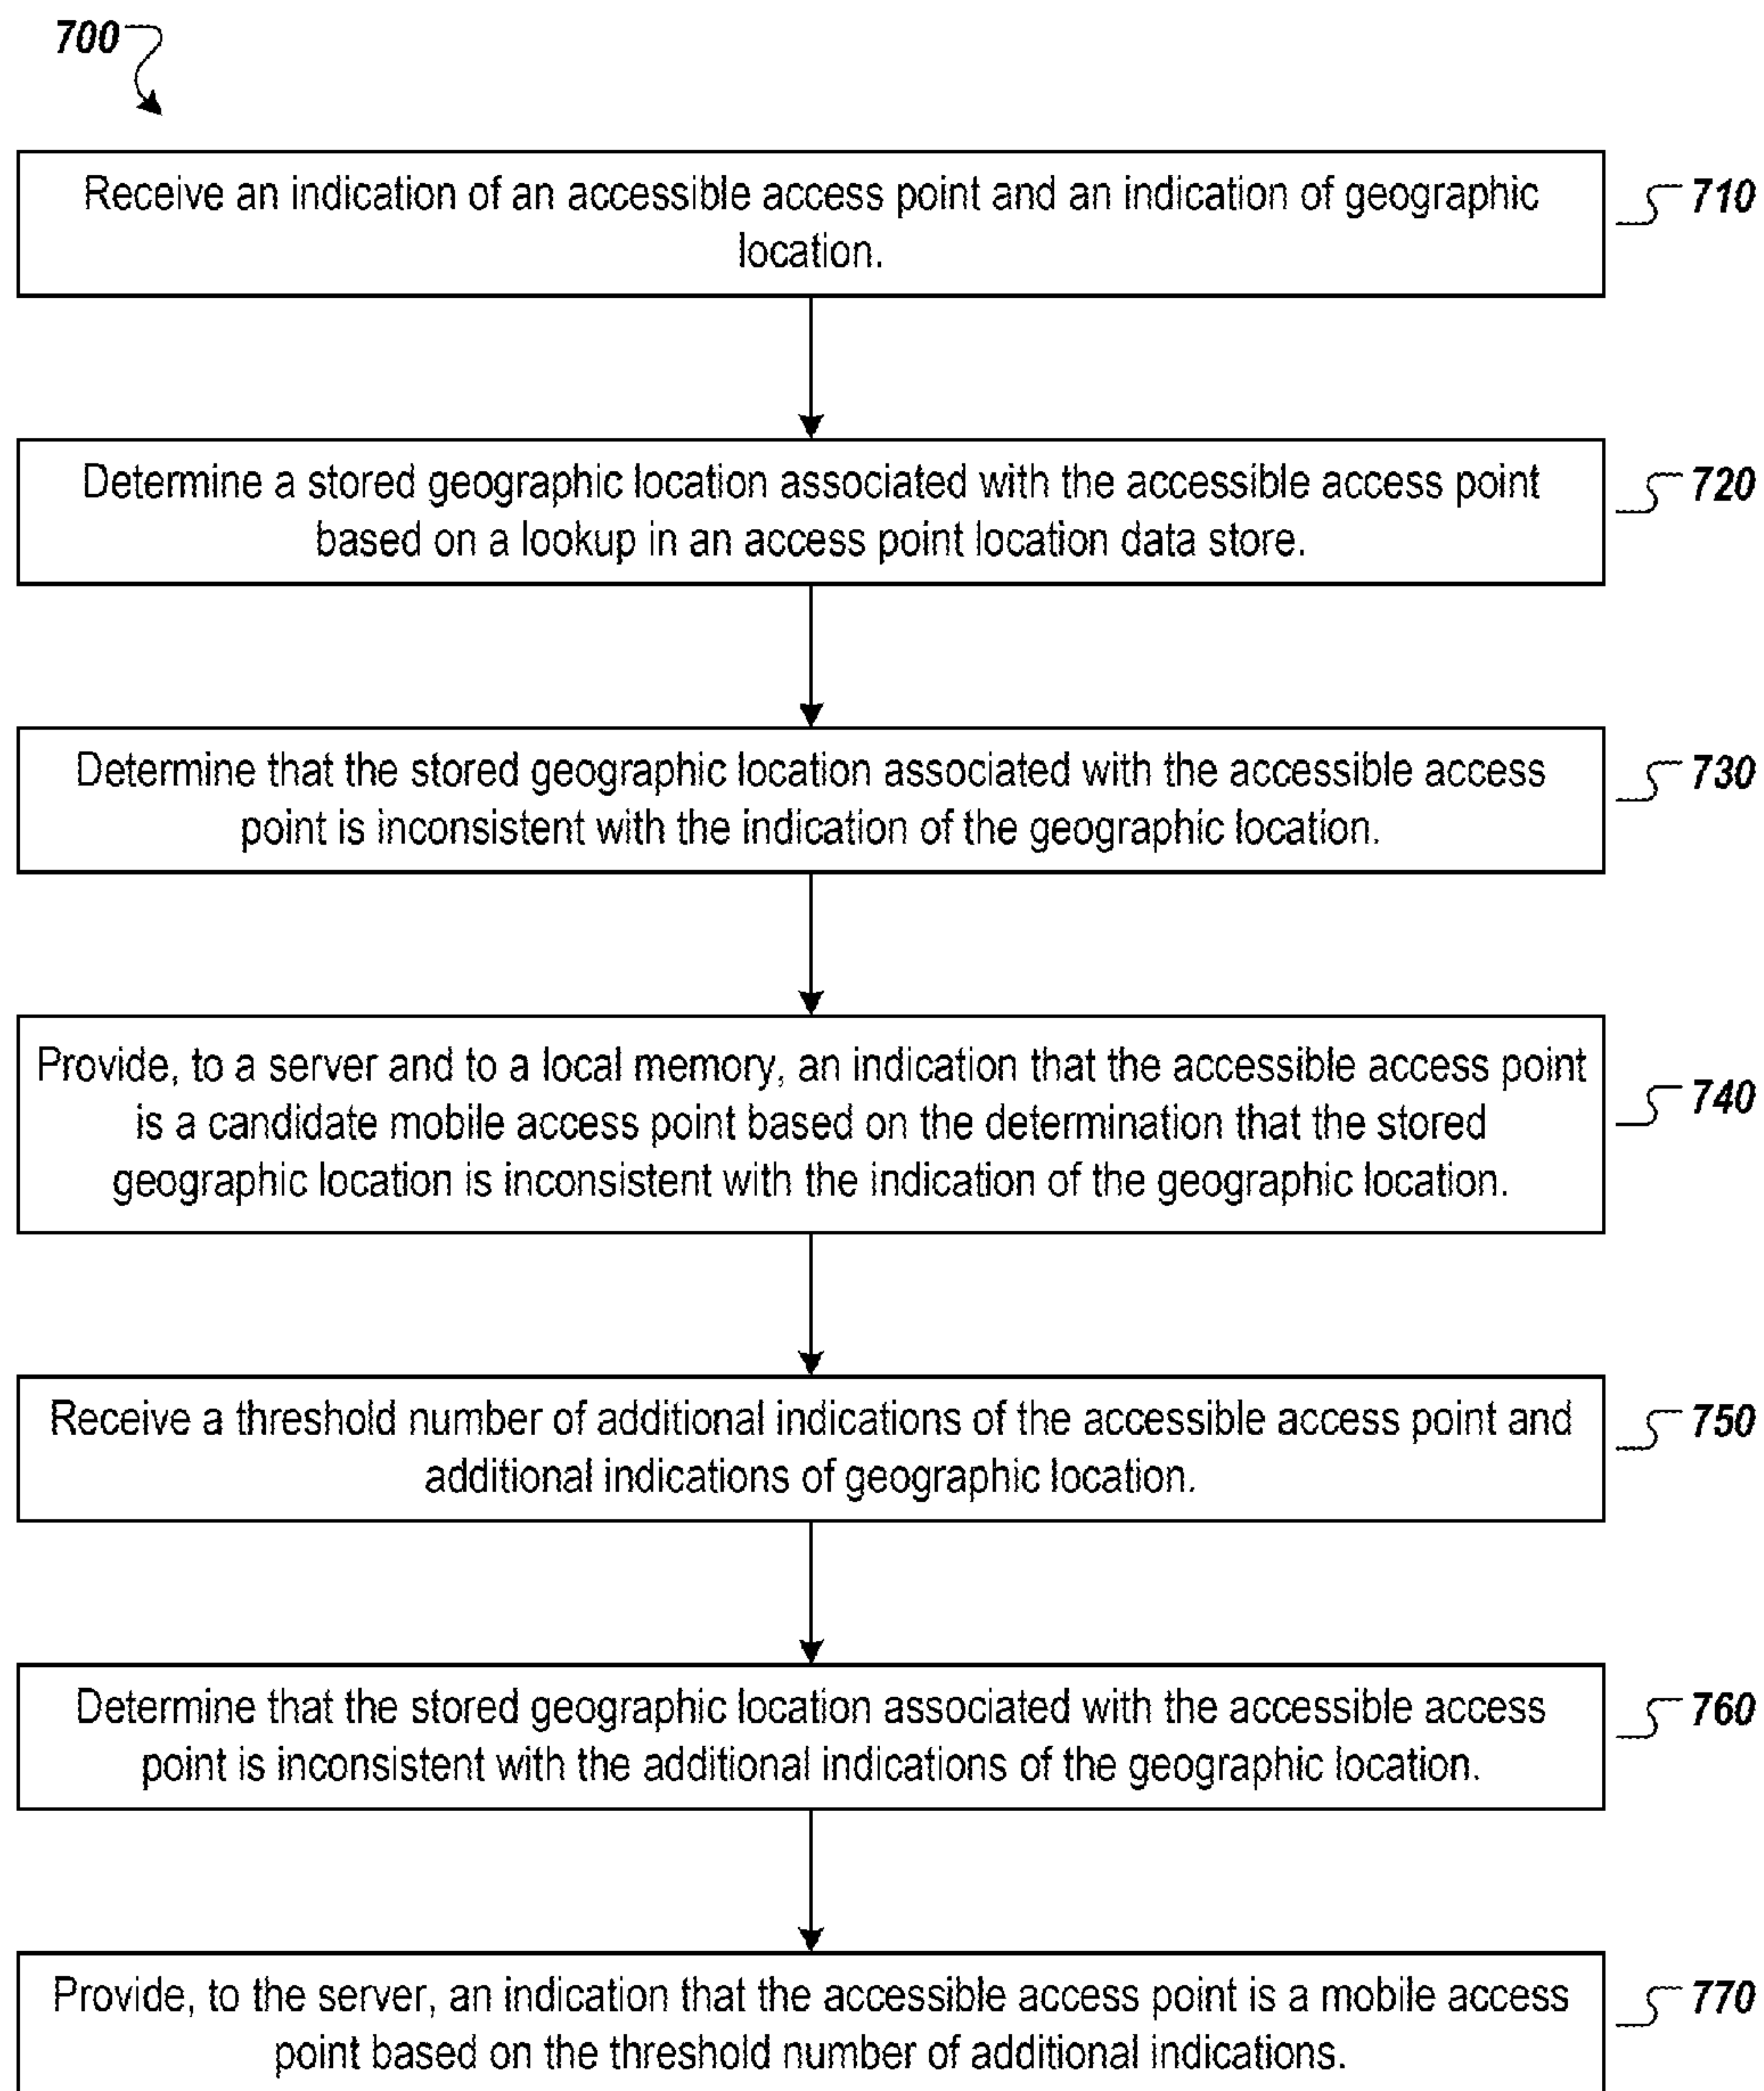 700
Receive an indication of an accessible access point and an indication of geographic
location.
710
Determine a stored geographic location associated with the accessible access point
based on a lookup in an access point location data store.
720
Determine that the stored geographic location associated with the accessible access
point is inconsistent with the indication of the geographic location.
730
Provide, to a server and to a local memory, an indication that the accessible access point
is a candidate mobile access point based on the determination that the stored
geographic location is inconsistent with the indication of the geographic location.
740
Receive a threshold number of additional indications of the accessible access point and
additional indications of geographic location.
750
Determine that the stored geographic location associated with the accessible access
point is inconsistent with the additional indications of the geographic location.
760
Provide, to the server, an indication that the accessible access point is a mobile access
point based on the threshold number of additional indications.
770